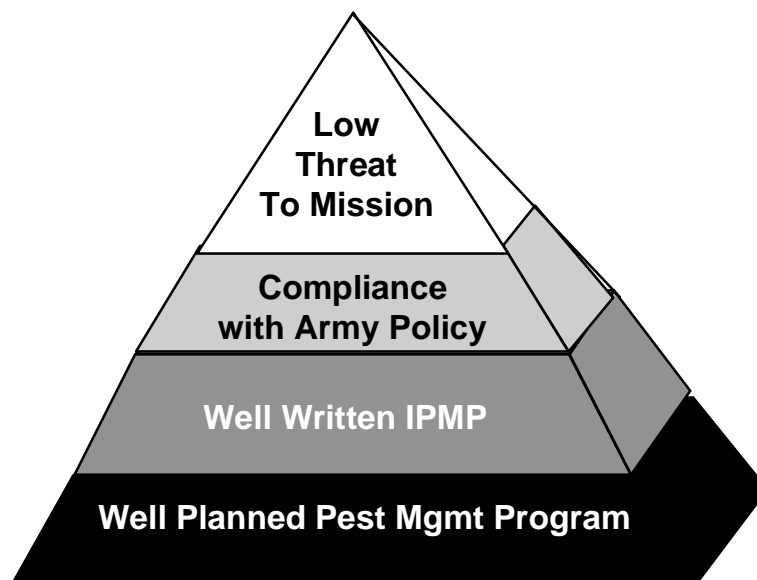 Low
Threat
To Mission
Compliance
with Army Policy
Well Written IPMP
Well Planned Pest Mgmt Program